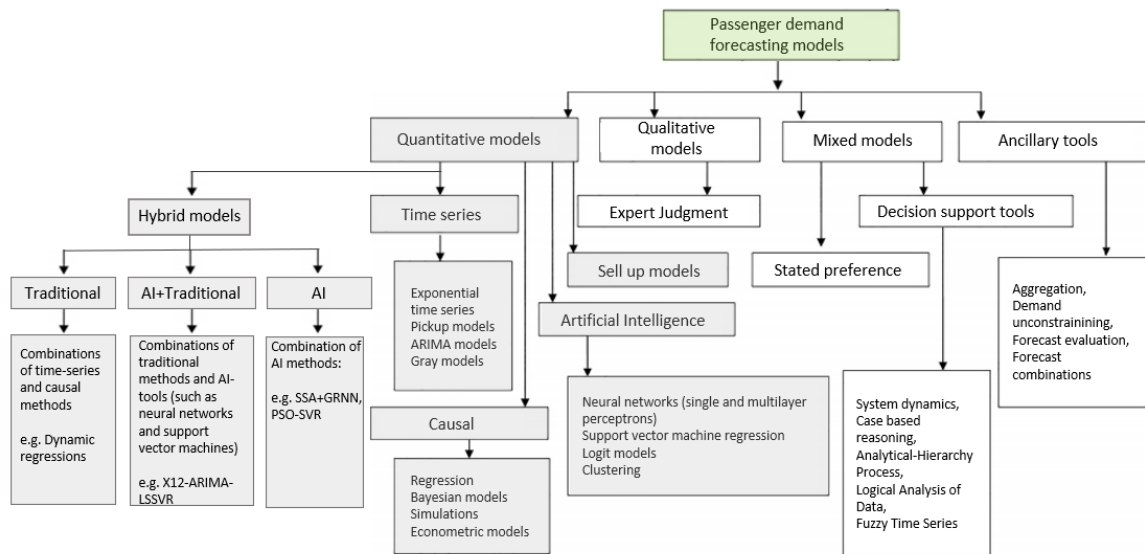 Passenger demand
forecasting models
Quantitative models
Qualitative
models
Mixed models
Ancillary tools
Hybrid models
Time series
Expert Judgment
Decision support tools
Sell up models
Stated preference
Traditional
AI+Traditional
AI
Artificial Intelligence
Exponential
time series
Pickup models
ARIMA models
Gray models
Aggregation,
Demand
unconstrainining,
Forecast evaluation,
Forecast
combinations
Combinations
of time-series
and causal
methods
e.g. Dynamic
regressions
Combinations of
traditional
methods and AI-
tools (such as
neural networks
and support
vector machines)
e.g. X12-ARIMA-
LSSVR
Combination of
AI methods:
e.g. SSA+GRNN,
PSO-SVR
Causal
Neural networks (single and multilayer
perceptrons)
Support vector machine regression
Logit models
Clustering
System dynamics,
Case based
reasoning,
Analytical-Hierarchy
Process,
Logical Analysis of
Data,
Fuzzy Time Series
Regression
Bayesian models
Simulations
Econometric models